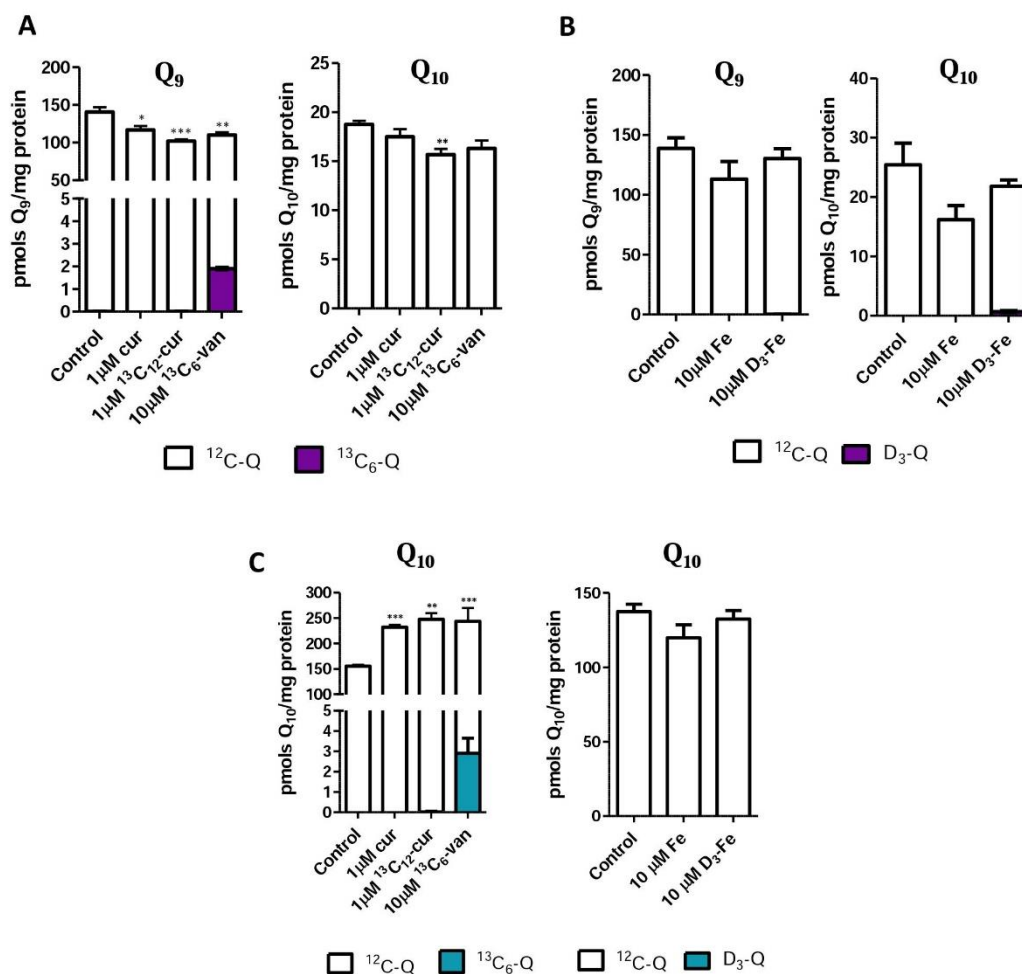 A
Q₉
pmols Q₉/mg protein
200
150
100
50
5
4
3
2
1
0
*
***
**
Control
1μM cur
1μM ¹³C₁₂-cur
10μM ¹³C₆-van
Q₁₀
pmols Q₁₀/mg protein
25
20
15
10
5
0
**
Control
1μM cur
1μM ¹³C₁₂-cur
10μM ¹³C₆-van
¹²C-Q
¹³C₆-Q
B
Q₉
pmols Q₉/mg protein
200
150
100
50
0
Control
10μM Fe
10μM D₃-Fe
Q₁₀
pmols Q₁₀/mg protein
40
30
20
10
0
Control
10μM Fe
10μM D₃-Fe
¹²C-Q
D₃-Q
C
Q₁₀
pmols Q₁₀/mg protein
300
250
200
150
100
5
4
3
2
1
0
***
**
***
Control
1μM cur
1μM ¹³C₁₂-cur
10μM ¹³C₆-van
Q₁₀
pmols Q₁₀/mg protein
150
100
50
0
Control
10 μM Fe
10 μM D₃-Fe
¹²C-Q
¹³C₆-Q
¹²C-Q
D₃-Q